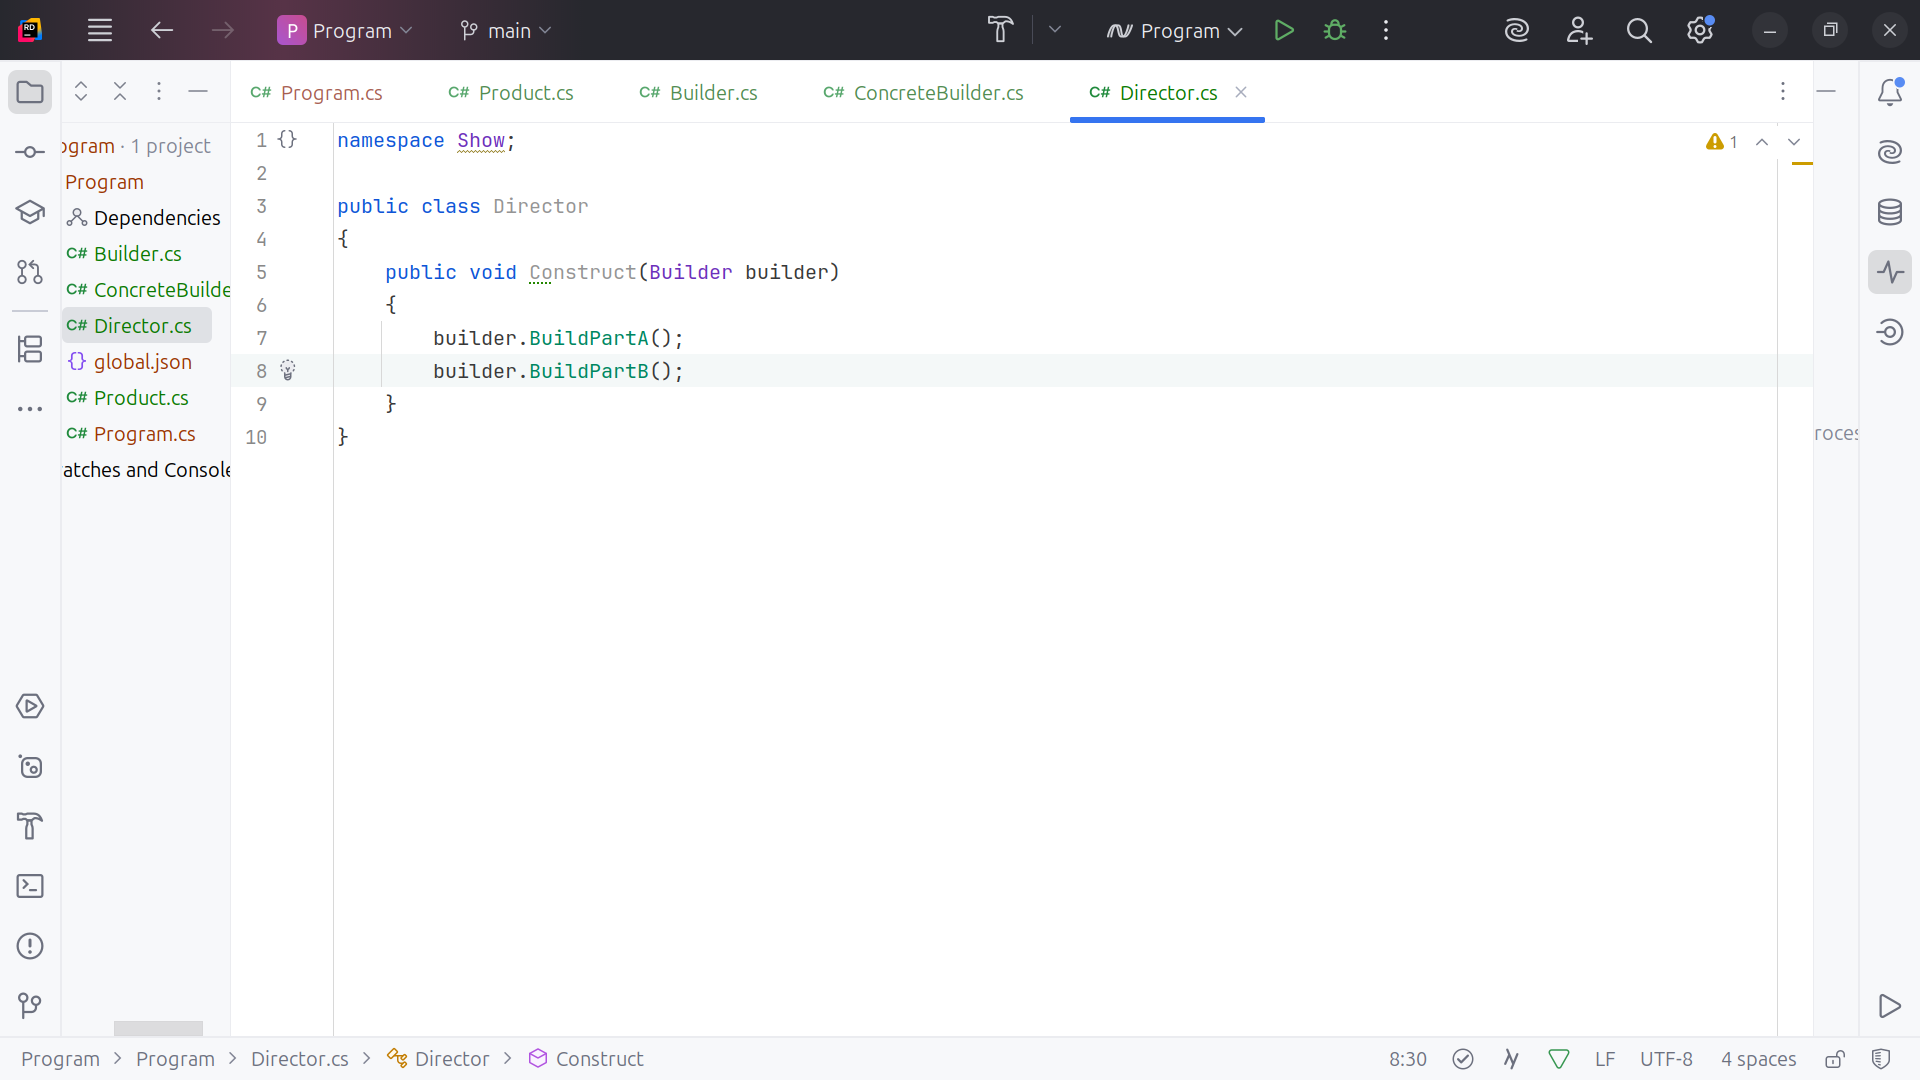 RD
P Program
main
Program
C# Program.cs
C# Product.cs
C# Builder.cs
C# ConcreteBuilder.cs
C# Director.cs
ogram · 1 project
Program
Dependencies
C# Builder.cs
C# ConcreteBuilde
C# Director.cs
{} global.json
C# Product.cs
C# Program.cs
atches and Console
1 {} namespace Show;
2
3 public class Director
4 {
5 public void Construct(Builder builder)
6 {
7 builder.BuildPartA();
8 builder.BuildPartB();
9 }
10 }
1
roces
Program > Program > Director.cs > Director > Construct
8:30
LF
UTF-8
4 spaces